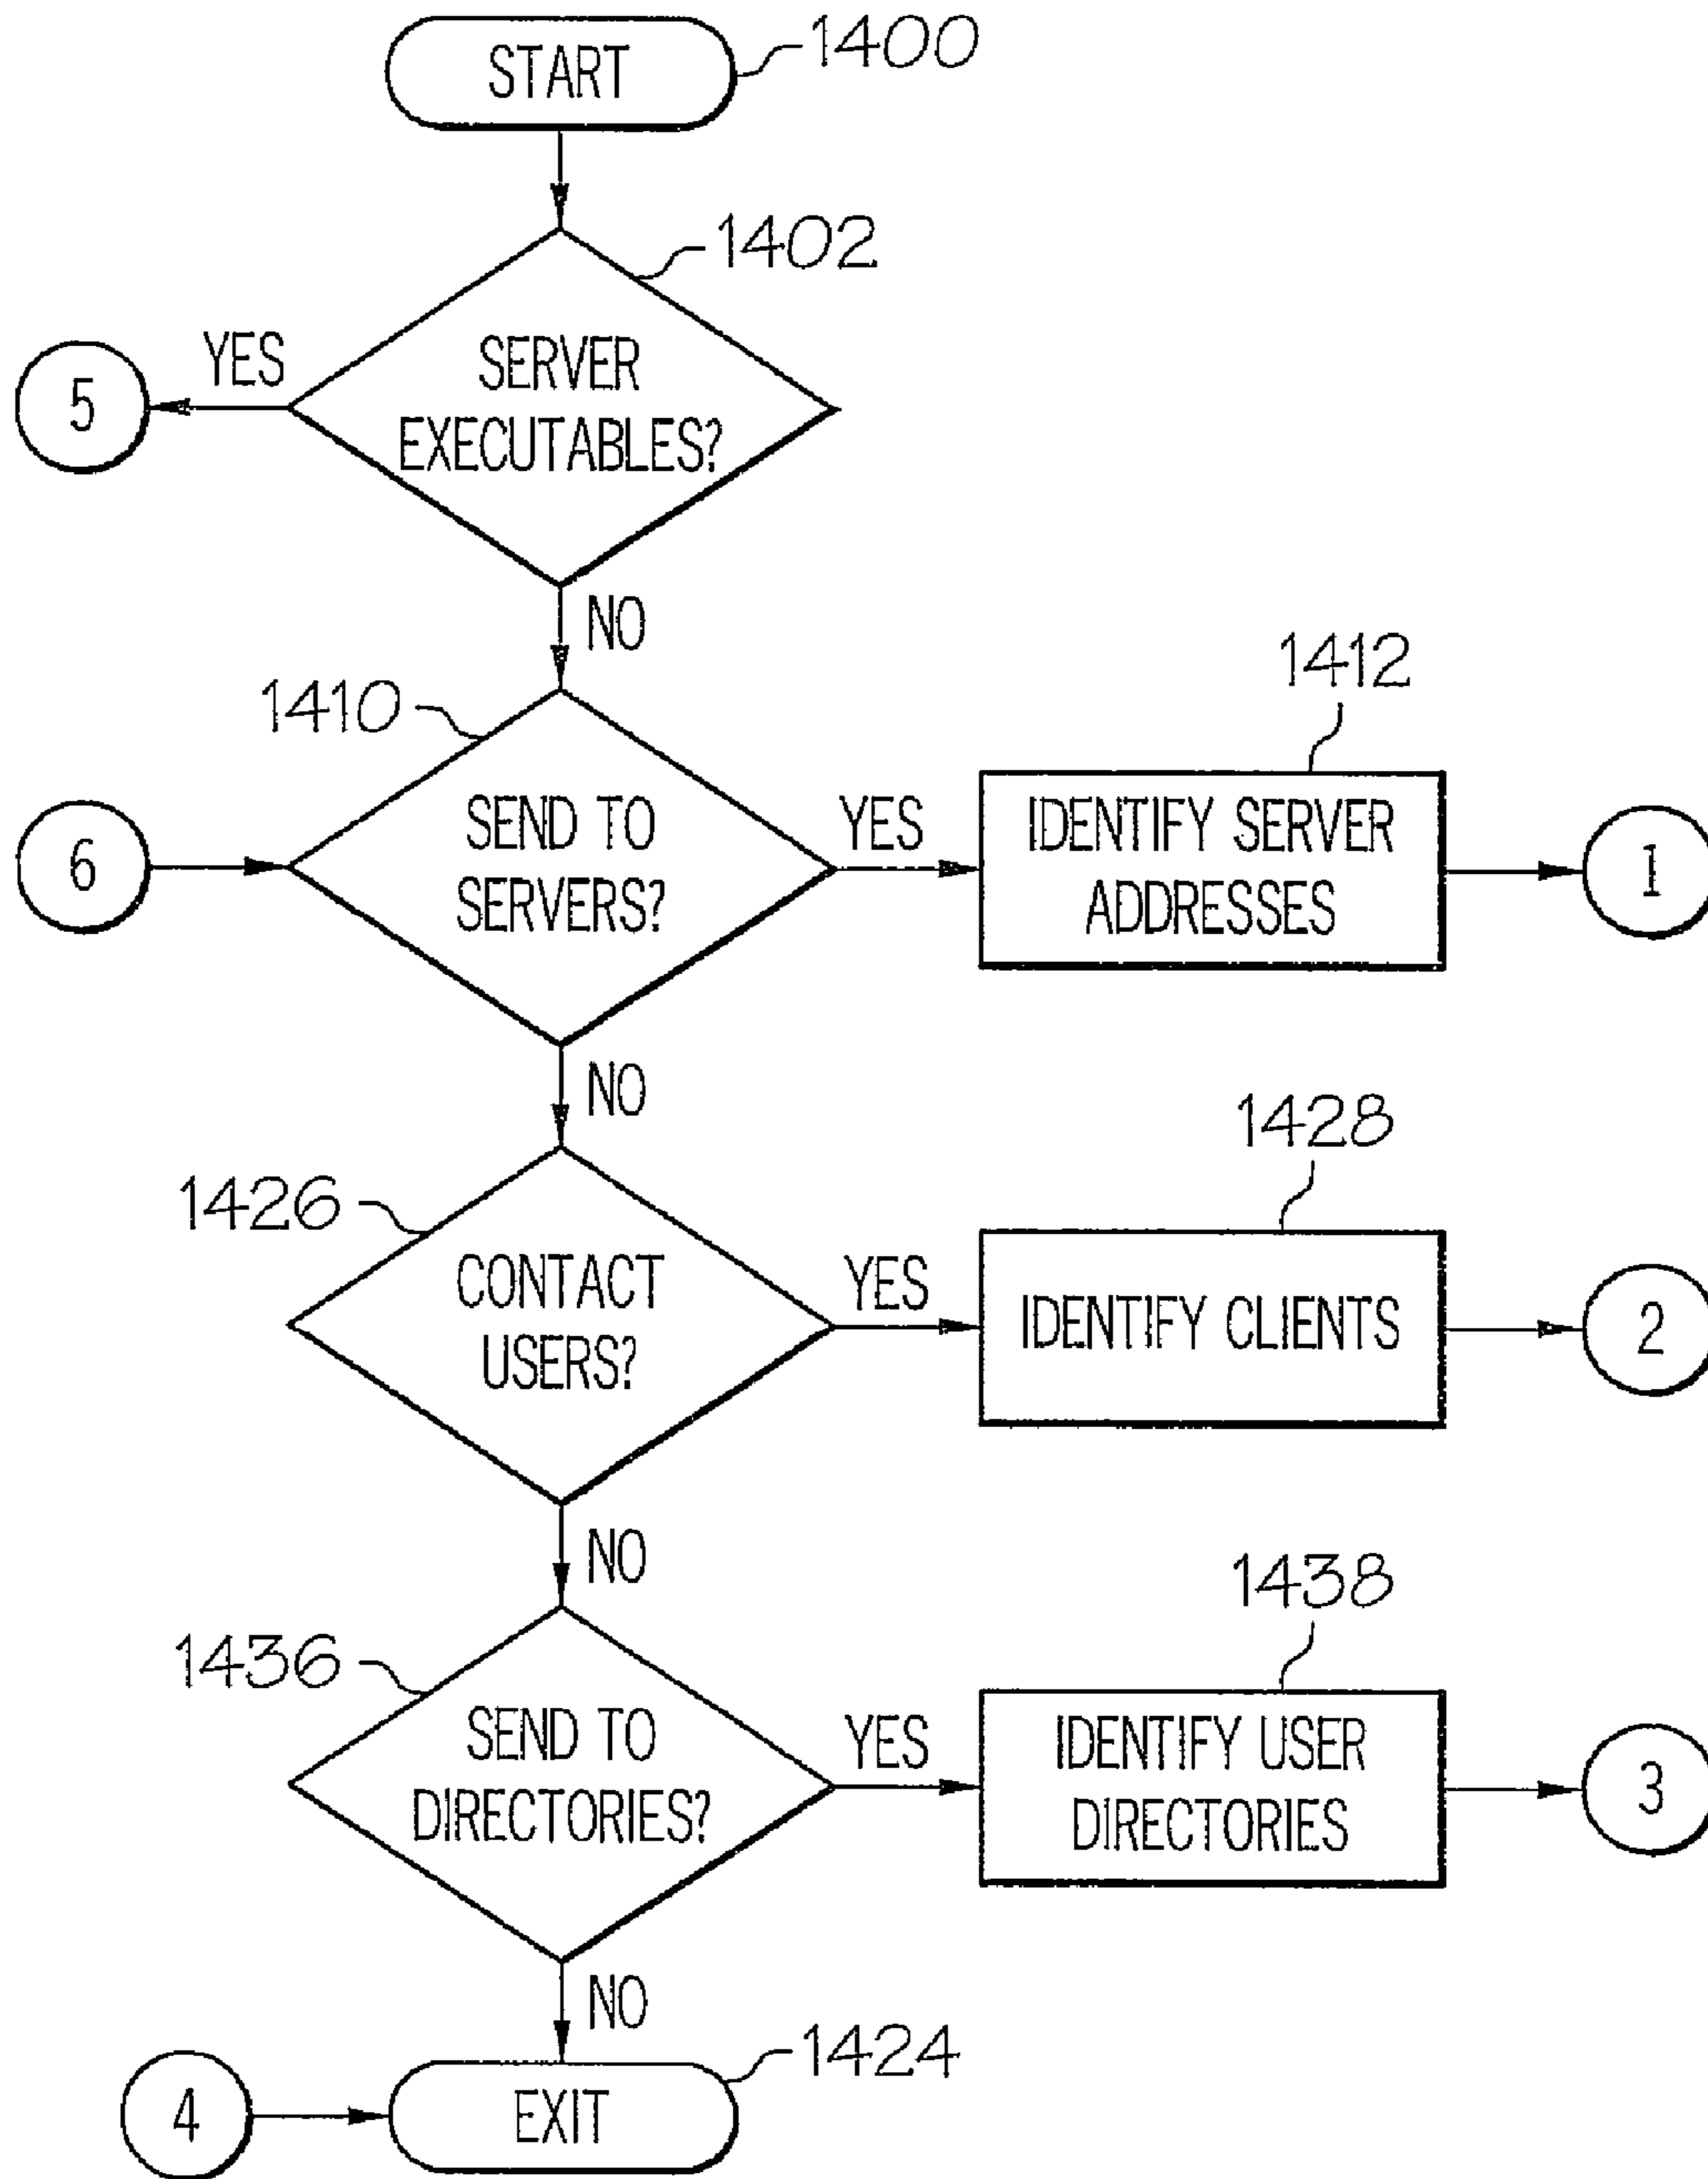 START
1400
1402
YES
SERVER
EXECUTABLES?
5
NO
1410
1412
6
SEND TO
SERVERS?
YES
IDENTIFY SERVER
ADDRESSES
1
NO
1426
1428
CONTACT
USERS?
YES
IDENTIFY CLIENTS
2
NO
1436
1438
SEND TO
DIRECTORIES?
YES
IDENTIFY USER
DIRECTORIES
3
NO
1424
4
EXIT